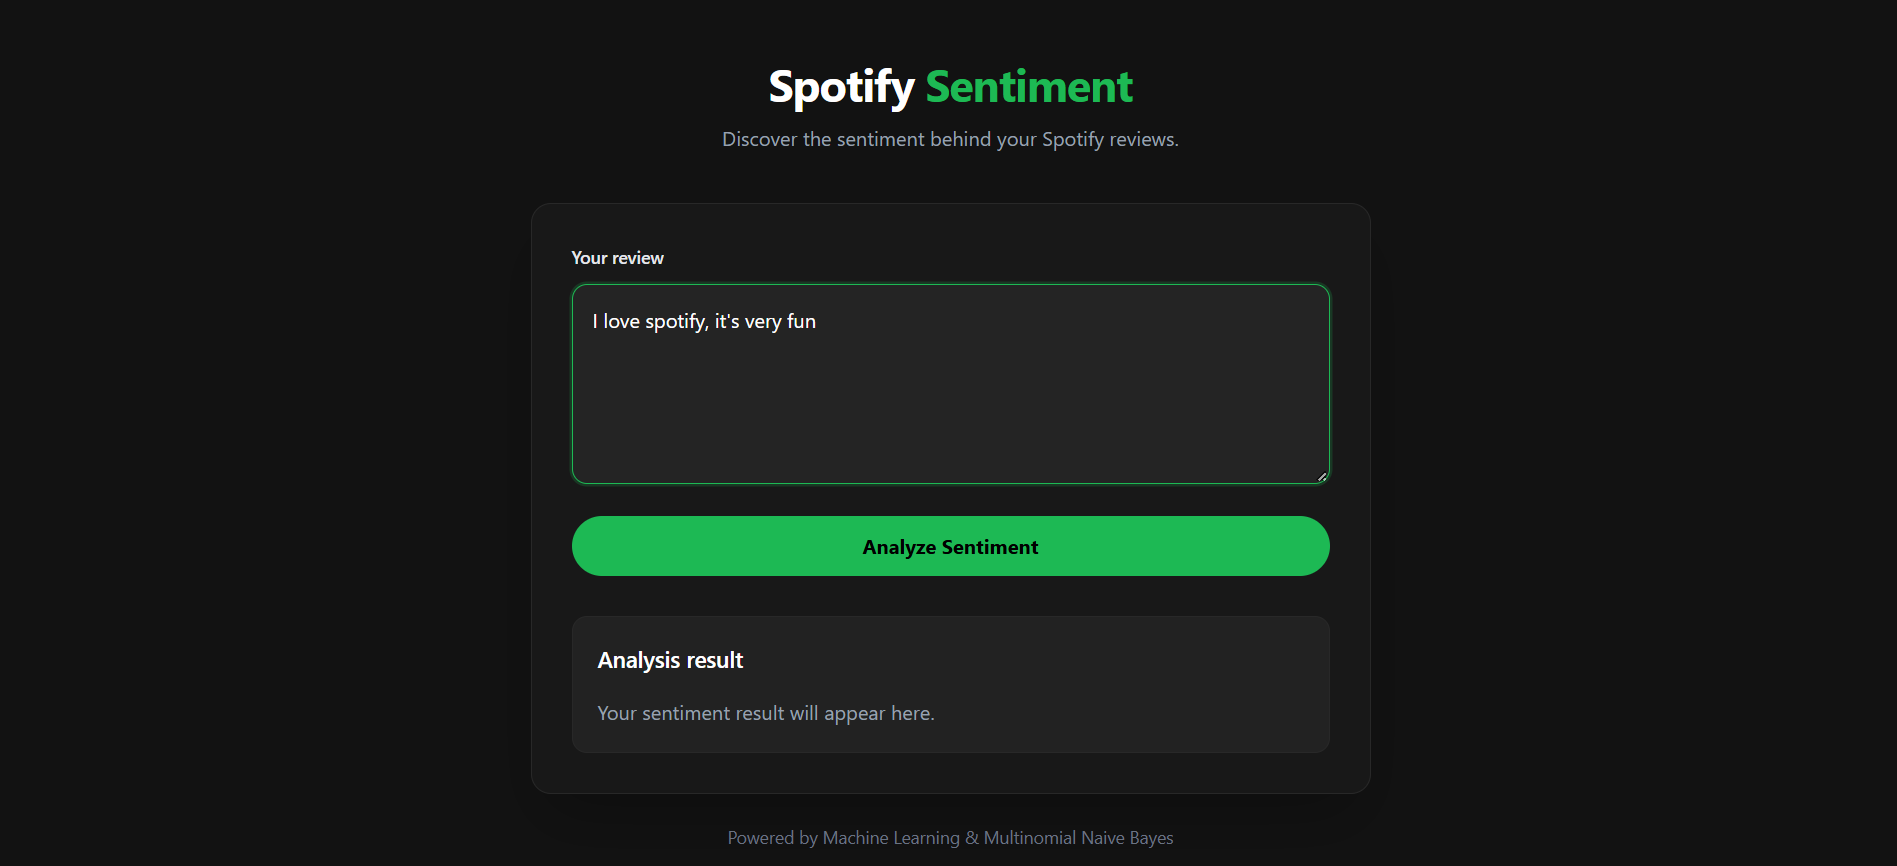 Spotify Sentiment
Discover the sentiment behind your Spotify reviews.
Your review
I love spotify, it's very fun
Analyze Sentiment
Analysis result
Your sentiment result will appear here.
Powered by Machine Learning & Multinomial Naive Bayes